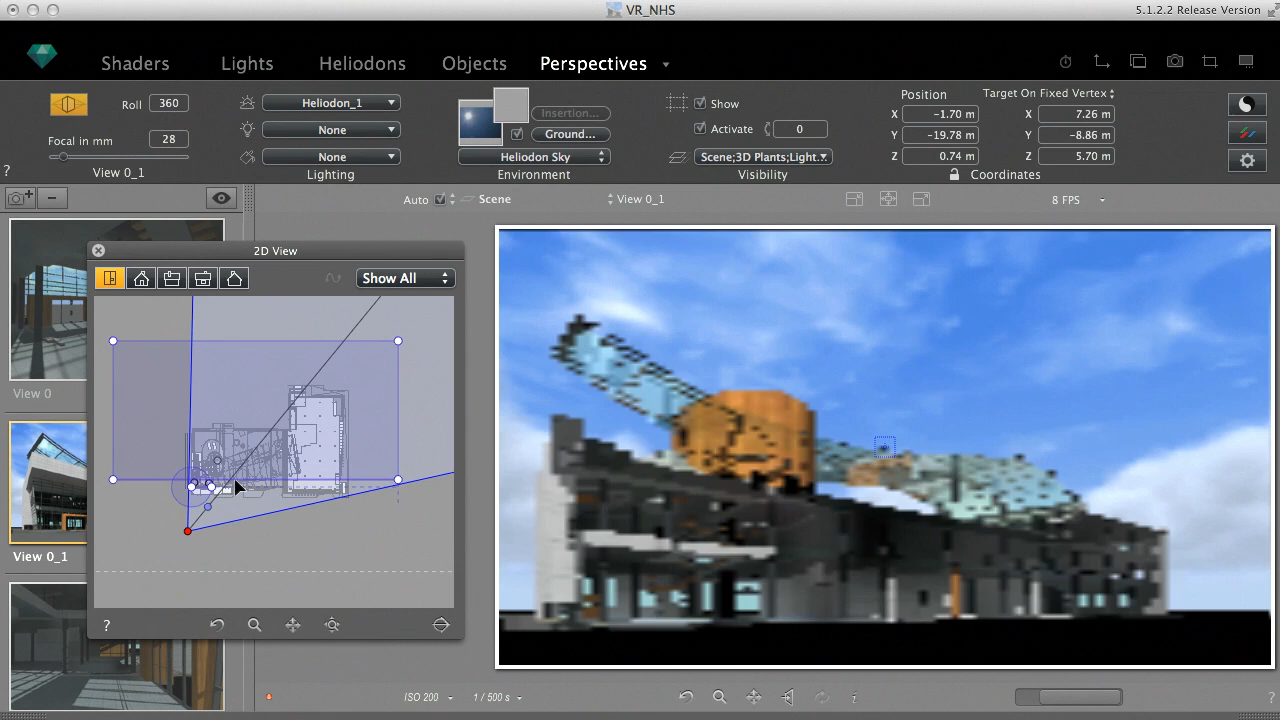 VR_NHS
5.1.2.2 Release Version
Shaders Lights Heliodons Objects Perspectives
Roll 360
Focal in mm 28
? View 0_1
Heliodon_1
None
None
Lighting
Insertion...
Ground...
Heliodon Sky
Environment
Show
Activate 0
Scene;3D Plants;Light.
Visibility
Position Target On Fixed Vertex
X -1.70 m X 7.26 m
Y -19.78 m Y -8.86 m
Z 0.74 m Z 5.70 m
Coordinates
Auto Scene View 0_1 8 FPS
View 0
View 0_1
2D View
Show All
?
ISO 200 1 / 500 s i ?